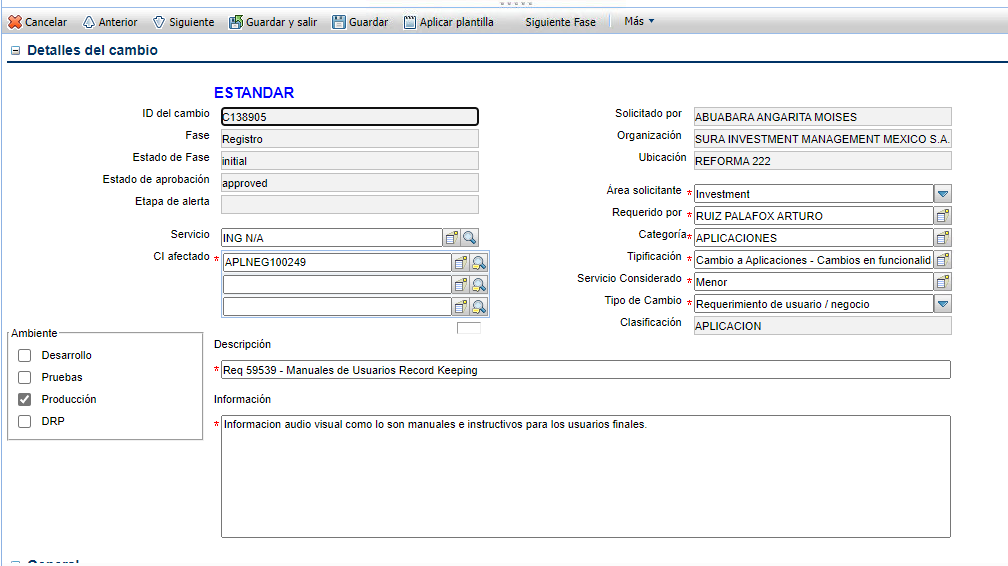 Cancelar Anterior Siguiente Guardar y salir Guardar Aplicar plantilla Siguiente Fase Más
Detalles del cambio
ESTANDAR
ID del cambio C138905
Fase Registro
Estado de Fase initial
Estado de aprobación approved
Etapa de alerta
Servicio ING N/A
CI afectado * APLNEG100249
Solicitado por ABUABARA ANGARITA MOISES
Organización SURA INVESTMENT MANAGEMENT MEXICO S.A.
Ubicación REFORMA 222
Área solicitante * Investment
Requerido por * RUIZ PALAFOX ARTURO
Categoría * APLICACIONES
Tipificación * Cambio a Aplicaciones - Cambios en funcionalid
Servicio Considerado * Menor
Tipo de Cambio * Requerimiento de usuario / negocio
Clasificación APLICACION
Ambiente
Desarrollo
Pruebas
Producción
DRP
Descripción
* Req 59539 - Manuales de Usuarios Record Keeping
Información
* Informacion audio visual como lo son manuales e instructivos para los usuarios finales.
General